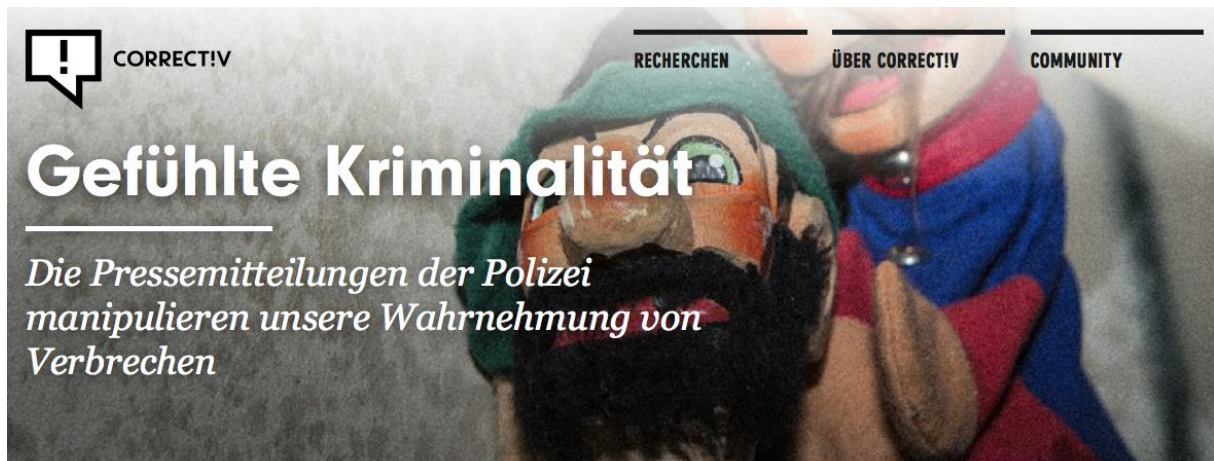 CORRECT!V
RECHERCHEN
ÜBER CORRECT!V
COMMUNITY
Gefühlte Kriminalität
Die Pressemitteilungen der Polizei
manipulieren unsere Wahrnehmung von
Verbrechen